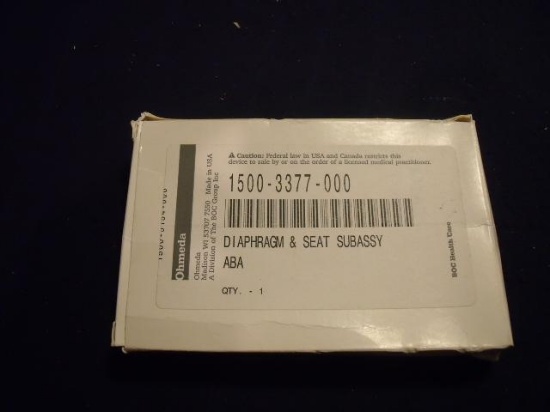 ⚠ Caution: Federal law in USA and Canada restricts this
device to sale by or on the order of a licensed medical practitioner.
1500-3377-000
DIAPHRAGM & SEAT SUBASSY
ABA
QTY. - 1
Ohmeda
Ohmeda
Madison WI 53707 7550 Made in USA
A Division of The BOC Group Inc
BOC Health Care